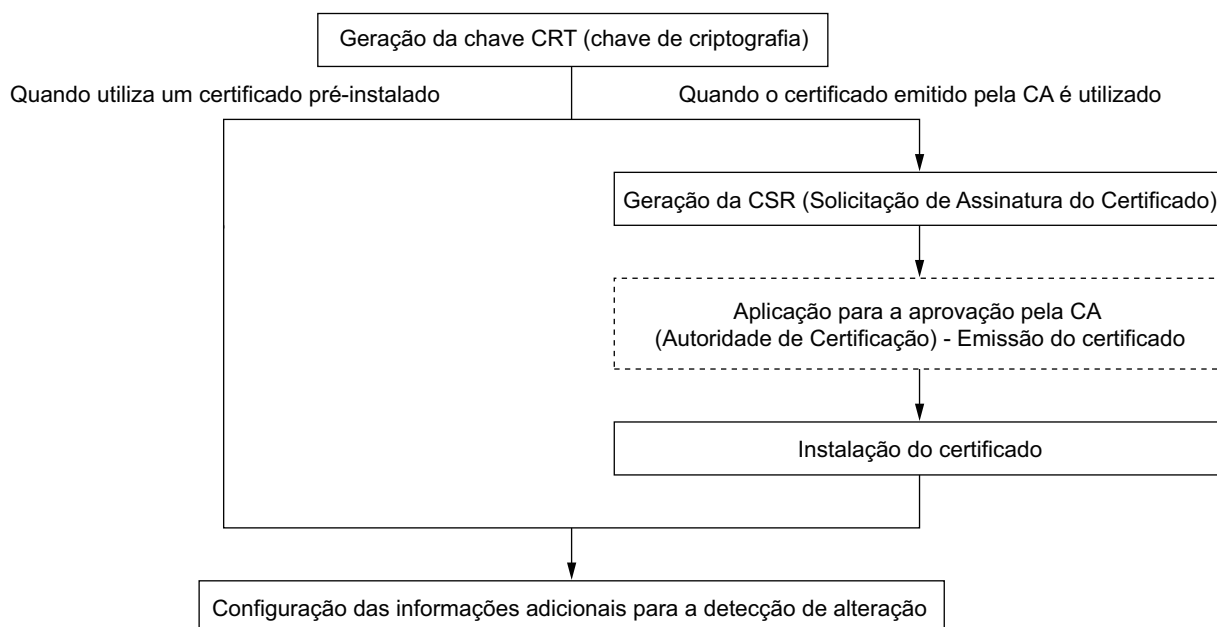 Geração da chave CRT (chave de criptografia)
Quando utiliza um certificado pré-instalado
Quando o certificado emitido pela CA é utilizado
Geração da CSR (Solicitação de Assinatura do Certificado)
Aplicação para a aprovação pela CA
(Autoridade de Certificação) - Emissão do certificado
Instalação do certificado
Configuração das informações adicionais para a detecção de alteração